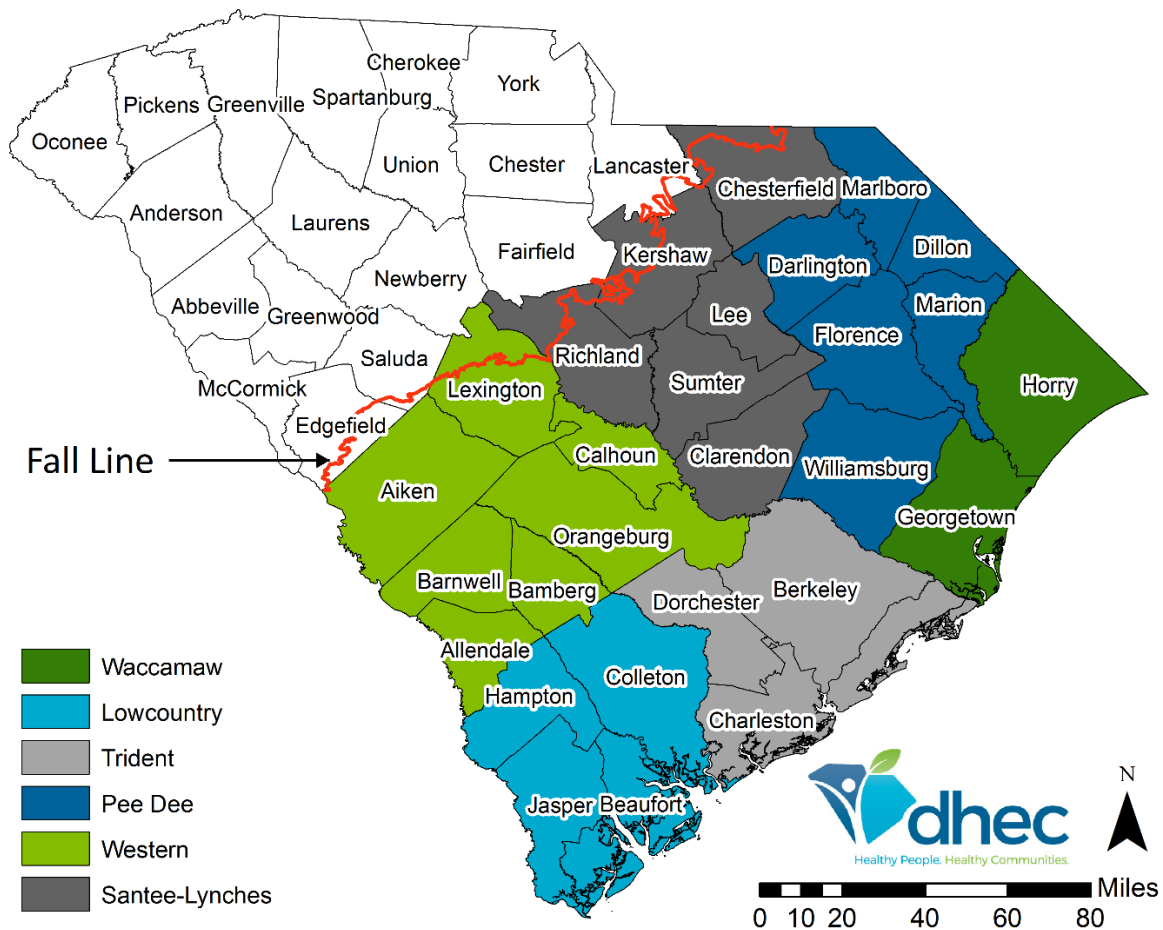 Cherokee
York
Pickens
Greenville
Spartanburg
Oconee
Union
Chester
Lancaster
Chesterfield
Marlboro
Anderson
Laurens
Fairfield
Kershaw
Dillon
Darlington
Newberry
Abbeville
Greenwood
Lee
Marion
Florence
Saluda
Richland
McCormick
Lexington
Sumter
Horry
Edgefield
Fall Line
Calhoun
Clarendon
Williamsburg
Aiken
Georgetown
Orangeburg
Barnwell
Bamberg
Dorchester
Berkeley
Allendale
Hampton
Colleton
Charleston
Jasper
Beaufort
Waccamaw
Lowcountry
Trident
Pee Dee
Western
Santee-Lynches
dhec
Healthy People. Healthy Communities.
N
Miles
0 10 20 40 60 80